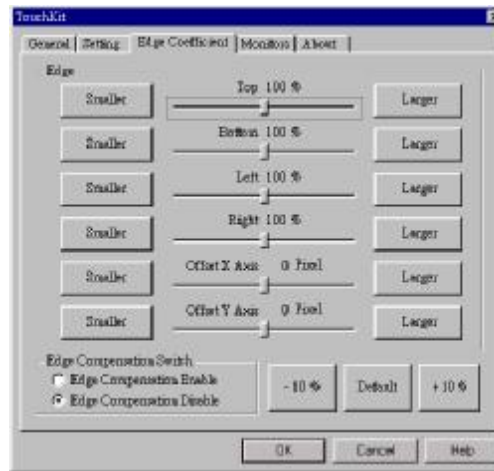 TouchKit
General Setting Edge Coefficient Monitors About
Edge
Top 100 %
Smaller Larger
Bottom 100 %
Smaller Larger
Left 100 %
Smaller Larger
Right 100 %
Smaller Larger
Offset X Axis 0 Pixel
Smaller Larger
Offset Y Axis 0 Pixel
Smaller Larger
Edge Compensation Switch
Edge Compensation Enable
Edge Compensation Disable
- 10 % Default + 10 %
OK Cancel Help